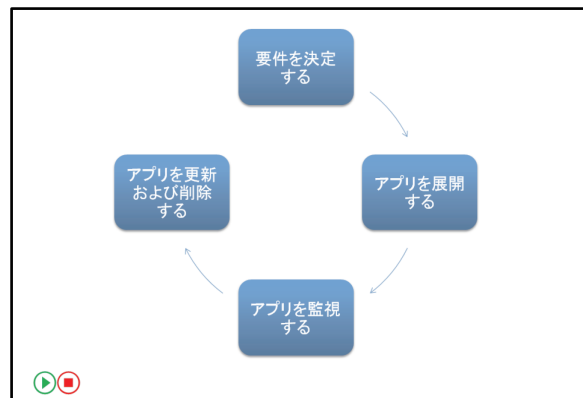 要件を決定
する
アプリを展開
する
アプリを監視
する
アプリを更新
および削除
する